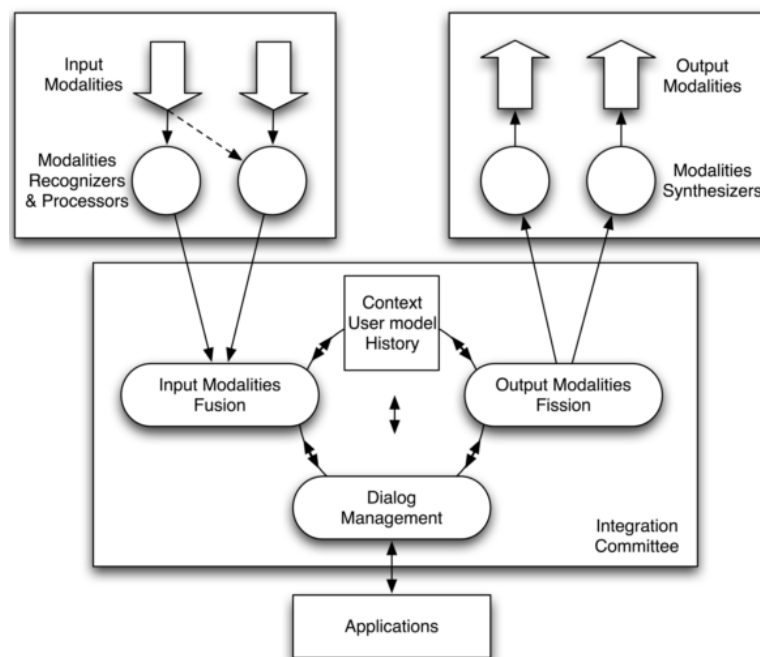 Input
Modalities
Modalities
Recognizers
& Processors
Output
Modalities
Modalities
Synthesizers
Context
User model
History
Input Modalities
Fusion
Output Modalities
Fission
Dialog
Management
Integration
Committee
Applications